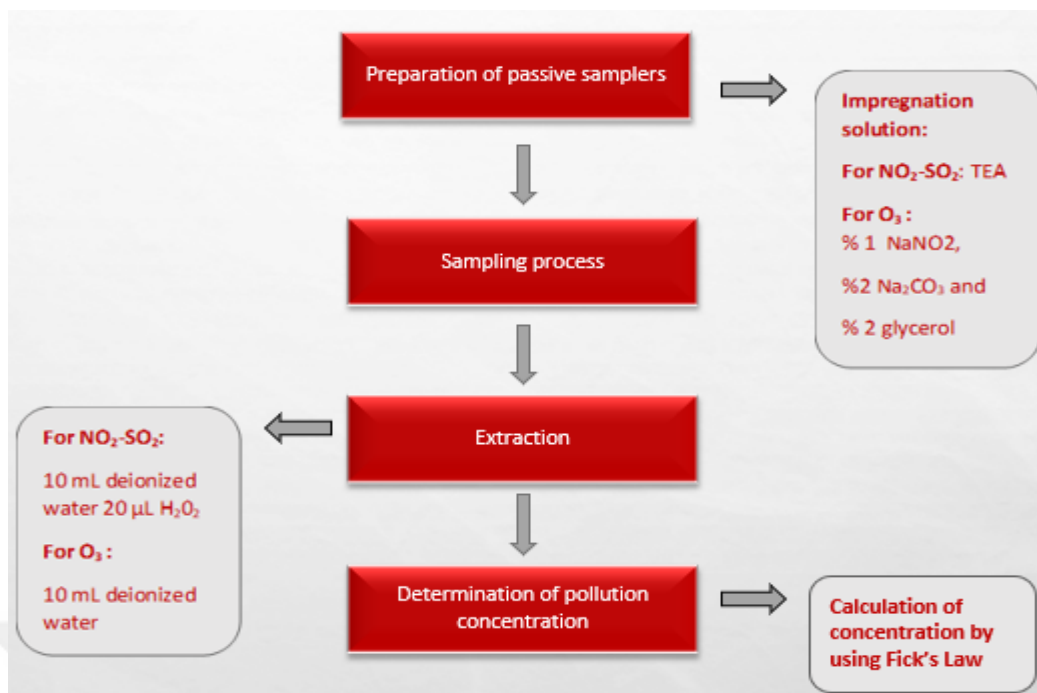 Preparation of passive samplers
Impregnation
solution:
For NO₂-SO₂: TEA
For O₃ :
% 1 NaNO2,
%2 Na₂CO₃ and
% 2 glycerol
Sampling process
Extraction
For NO₂-SO₂:
10 mL deionized
water 20 µL H₂0₂
For O₃ :
10 mL deionized
water
Determination of pollution
concentration
Calculation of
concentration by
using Fick's Law